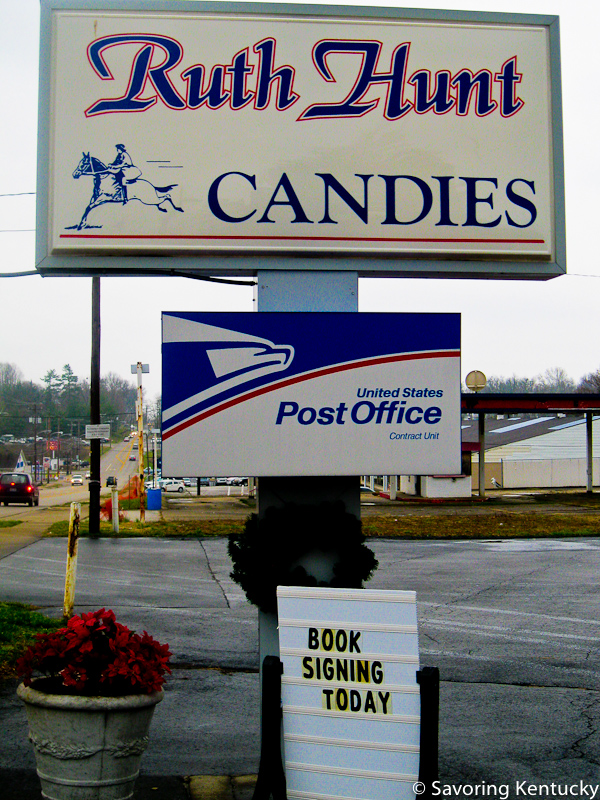 Ruth Hunt
CANDIES
United States
Post Office
Contract Unit
BOOK
SIGNING
TODAY
© Savoring Kentucky